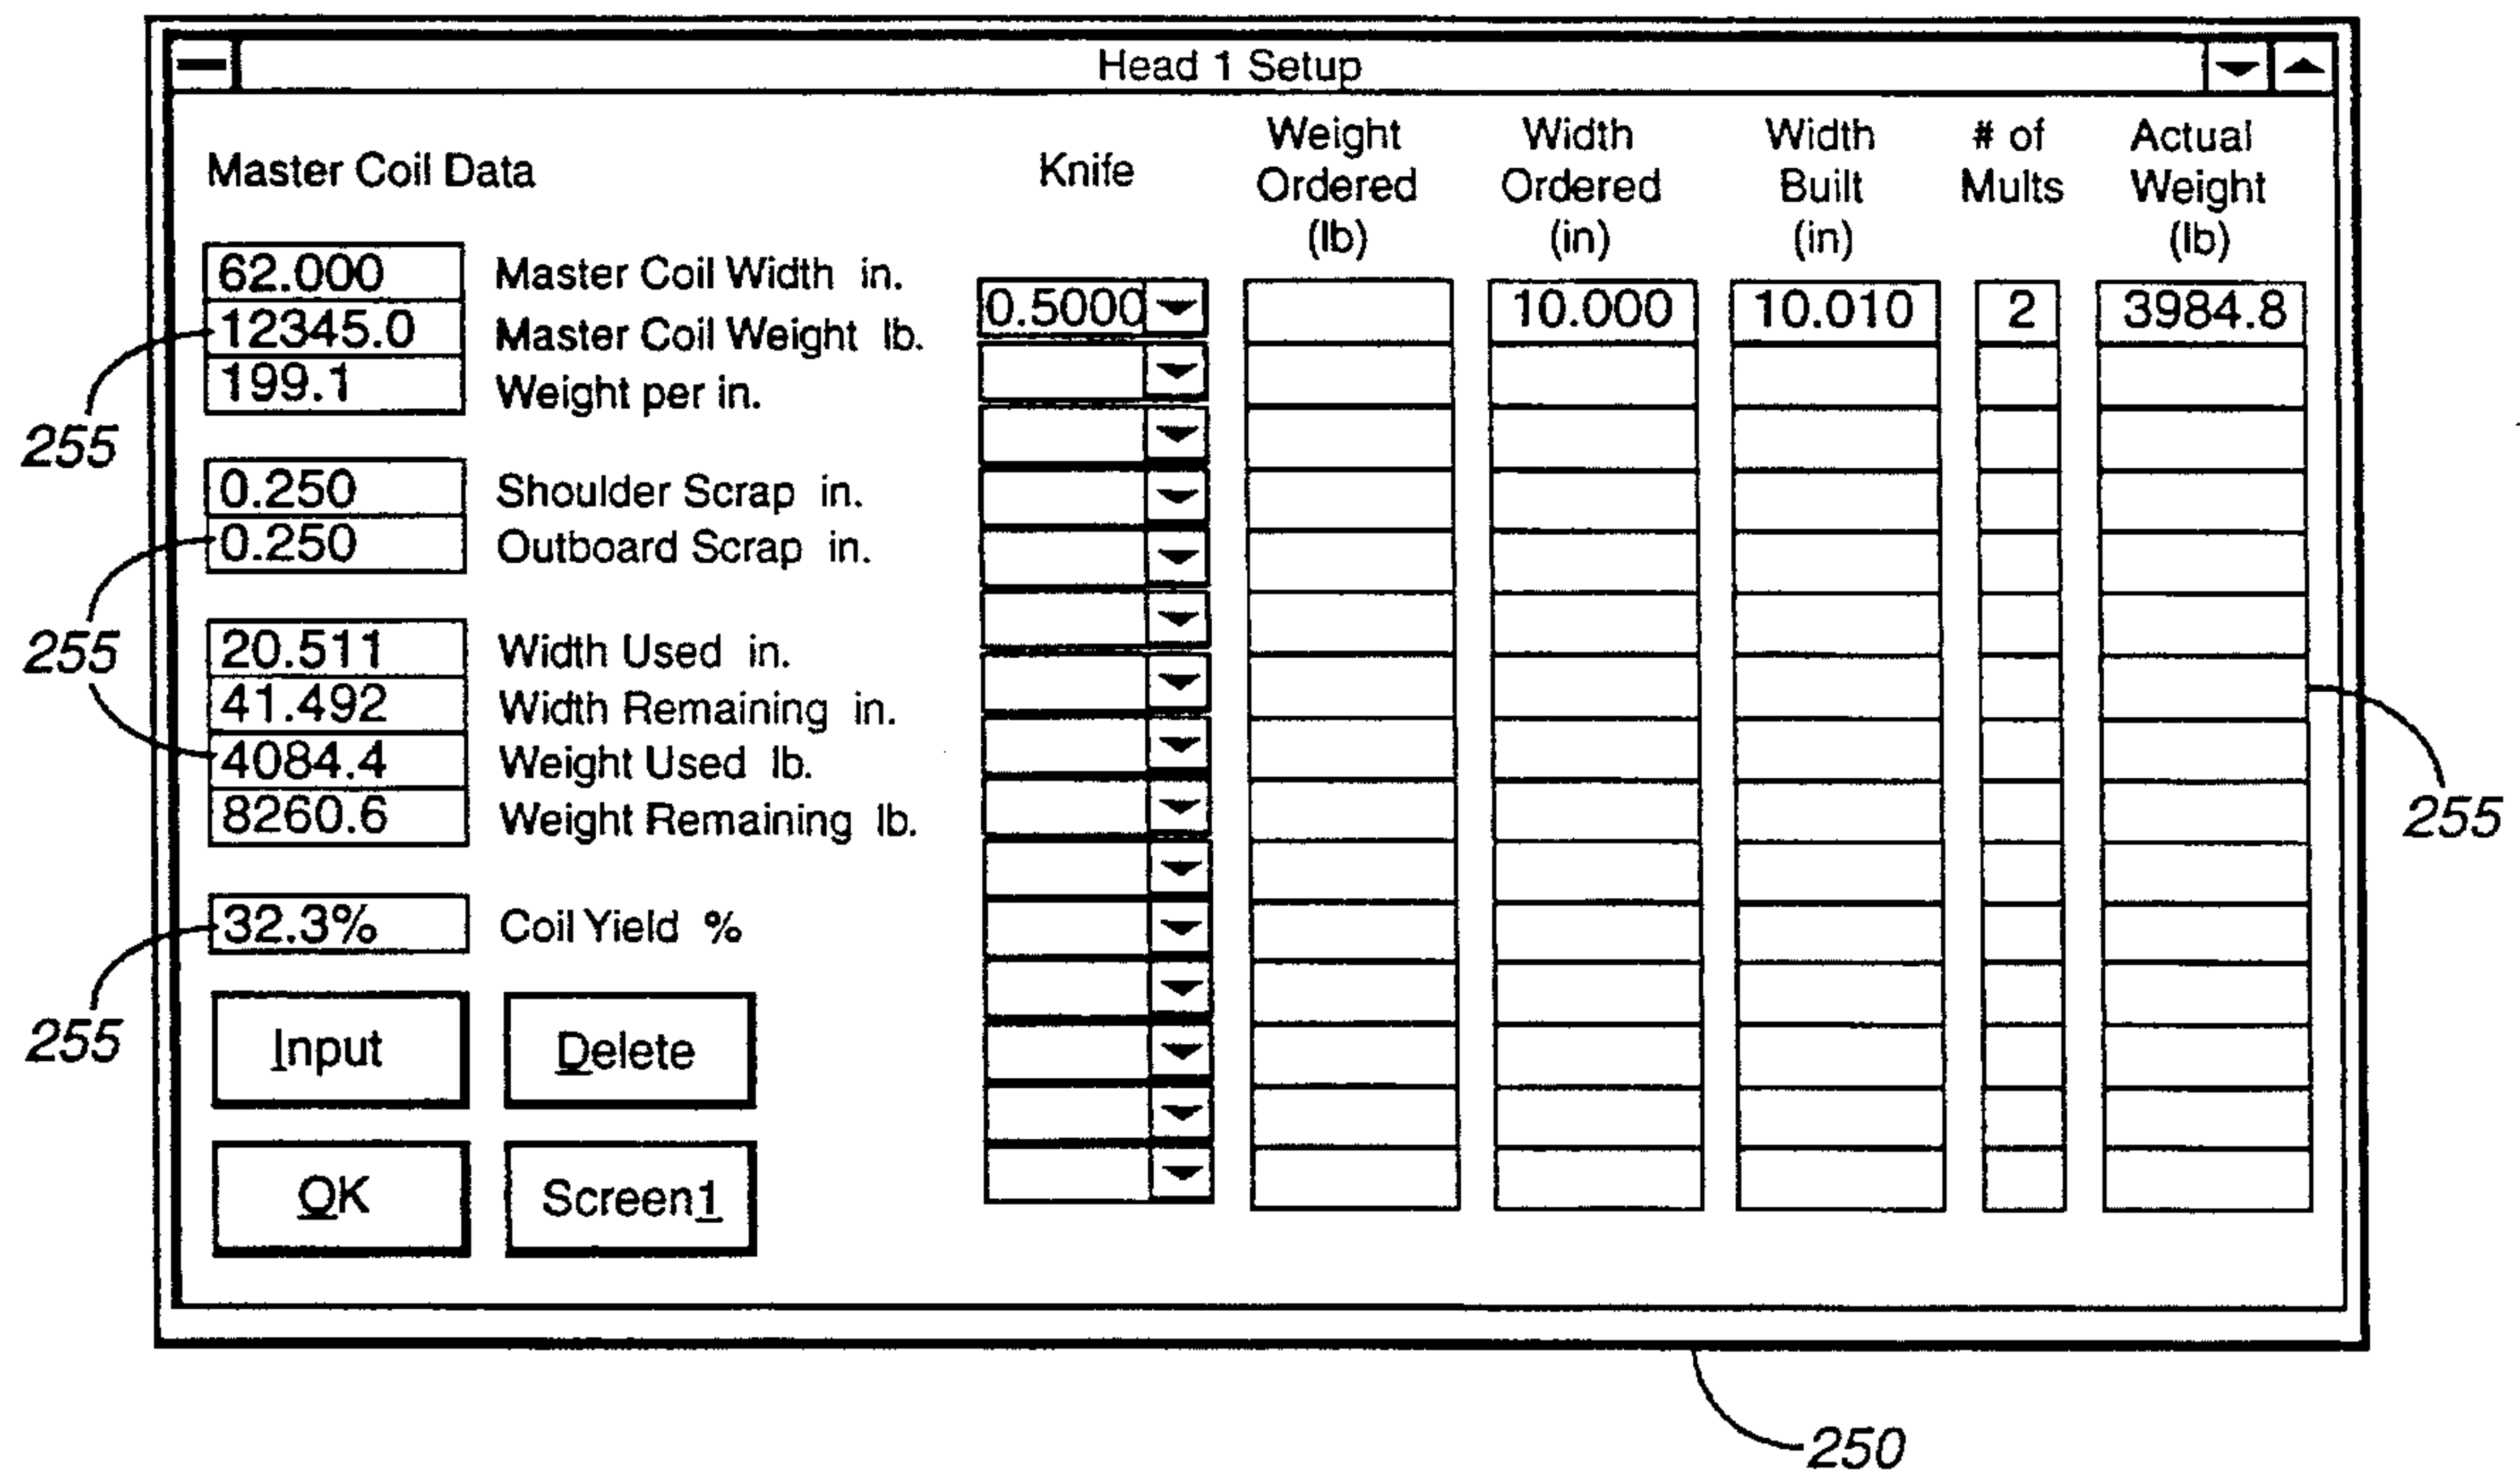 Head 1 Setup
Master Coil Data
62.000 Master Coil Width in.
12345.0 Master Coil Weight lb.
199.1 Weight per in.
255
0.250 Shoulder Scrap in.
0.250 Outboard Scrap in.
255
20.511 Width Used in.
41.492 Width Remaining in.
4084.4 Weight Used lb.
8260.6 Weight Remaining lb.
32.3% Coil Yield %
255
Input Delete
OK Screen1
Knife
Weight
Ordered
(lb)
Width
Ordered
(in)
Width
Built
(in)
# of
Mults
Actual
Weight
(lb)
0.5000 10.000 10.010 2 3984.8
255
250